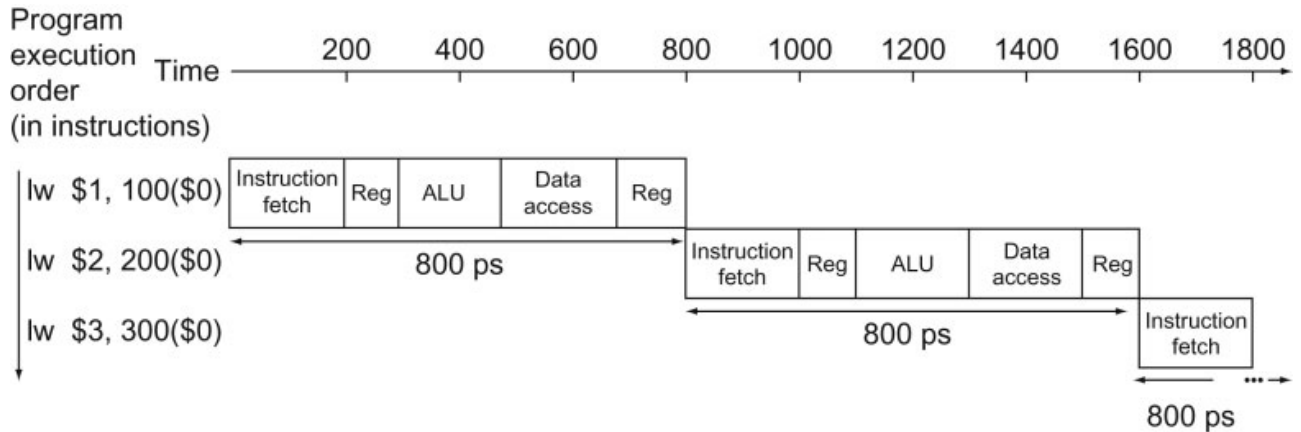 Program
execution
order
(in instructions)
Time
200 400 600 800 1000 1200 1400 1600 1800
lw $1, 100($0)
Instruction
fetch
Reg
ALU
Data
access
Reg
800 ps
lw $2, 200($0)
Instruction
fetch
Reg
ALU
Data
access
Reg
800 ps
lw $3, 300($0)
Instruction
fetch
...
800 ps